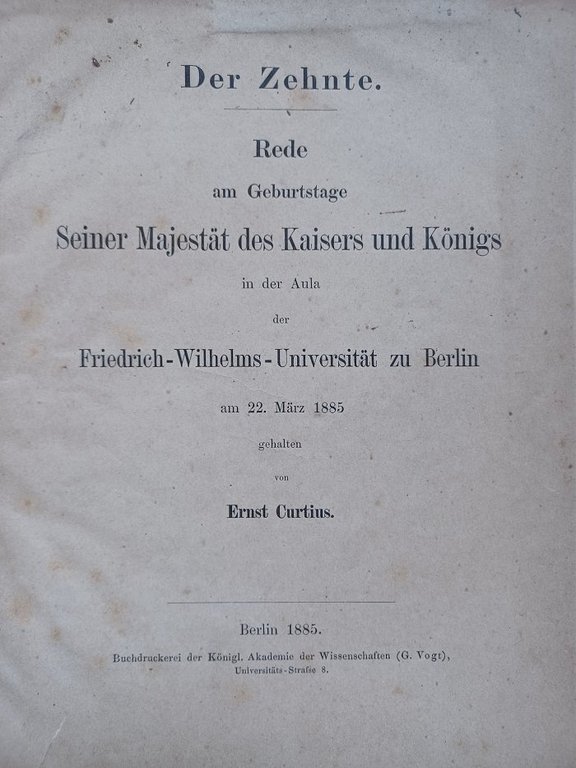 Der Zehnte.
Rede
am Geburtstage
Seiner Majestät des Kaisers und Königs
in der Aula
der
Friedrich-Wilhelms-Universität zu Berlin
am 22. März 1885
gehalten
von
Ernst Curtius.
Berlin 1885.
Buchdruckerei der Königl. Akademie der Wissenschaften (G. Vogt),
Universitäts-Straße 8.